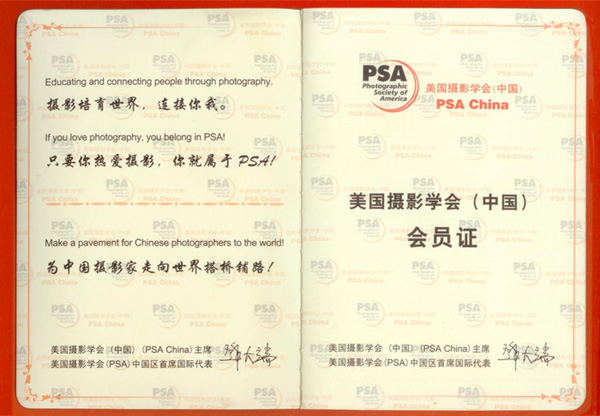 Educating and connecting people through photography.
摄影培育世界，连接你我。
If you love photography, you belong in PSA!
只要你热爱摄影，你就属于 PSA!
Make a pavement for Chinese photographers to the world!
为中国摄影家走向世界搭桥铺路！
美国摄影学会（中国）(PSA China) 主席
美国摄影学会(PSA) 中国区首席国际代表
PSA
Photographic
Society of
America
美国摄影学会(中国)
PSA China
美国摄影学会（中国）
会员证
美国摄影学会（中国）(PSA China) 主席
美国摄影学会(PSA) 中国区首席国际代表